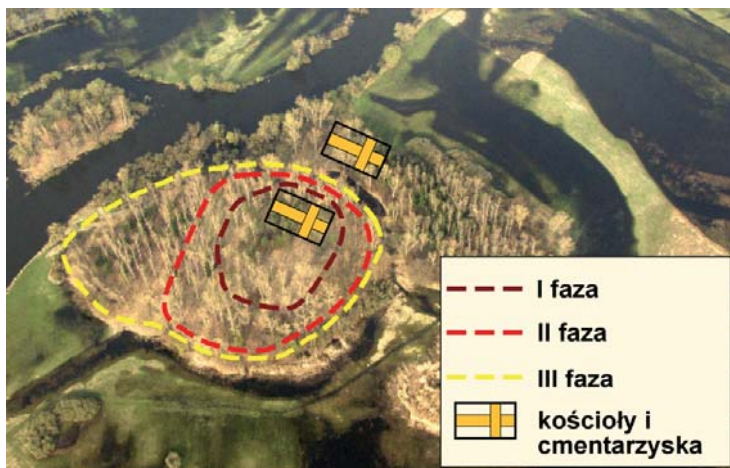 I faza
II faza
III faza
kościoły i
cmentarzyska